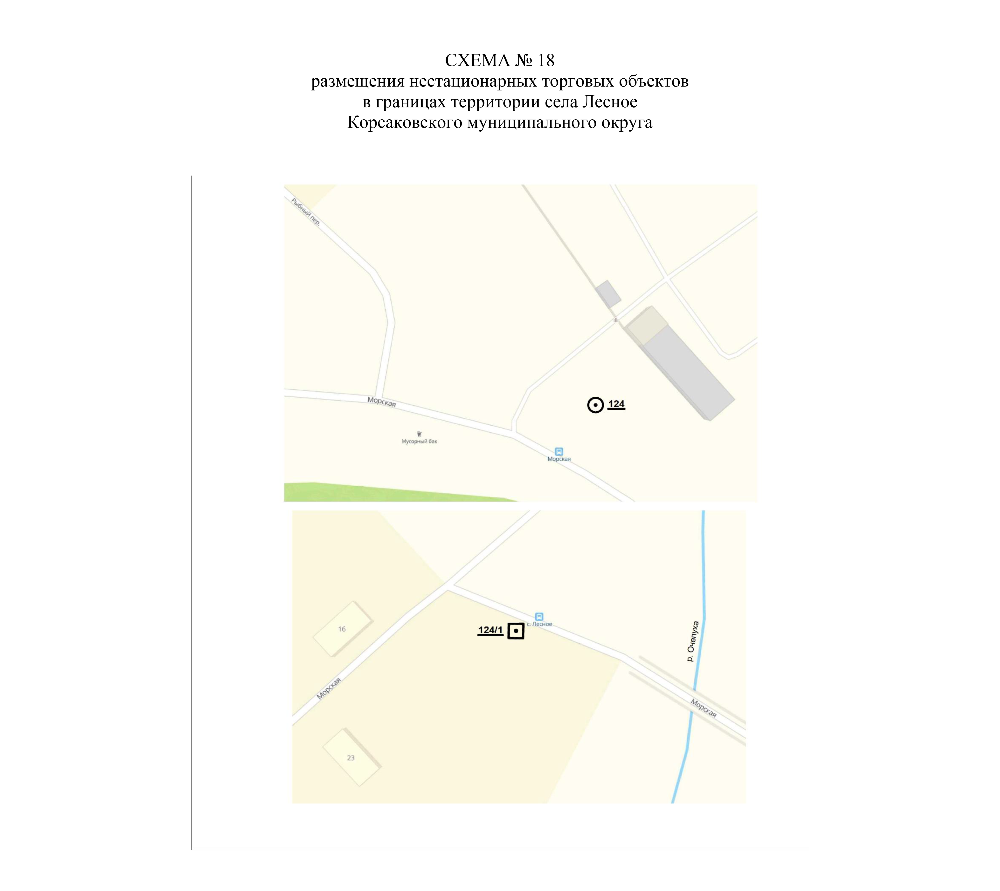 СХЕМА № 18
размещения нестационарных торговых объектов
в границах территории села Лесное
Корсаковского муниципального округа
Рыбный пер.
Морская
124
Мусорный бак
Морская
с. Лесное
124/1
16
р. Очепуха
Морская
Морская
23